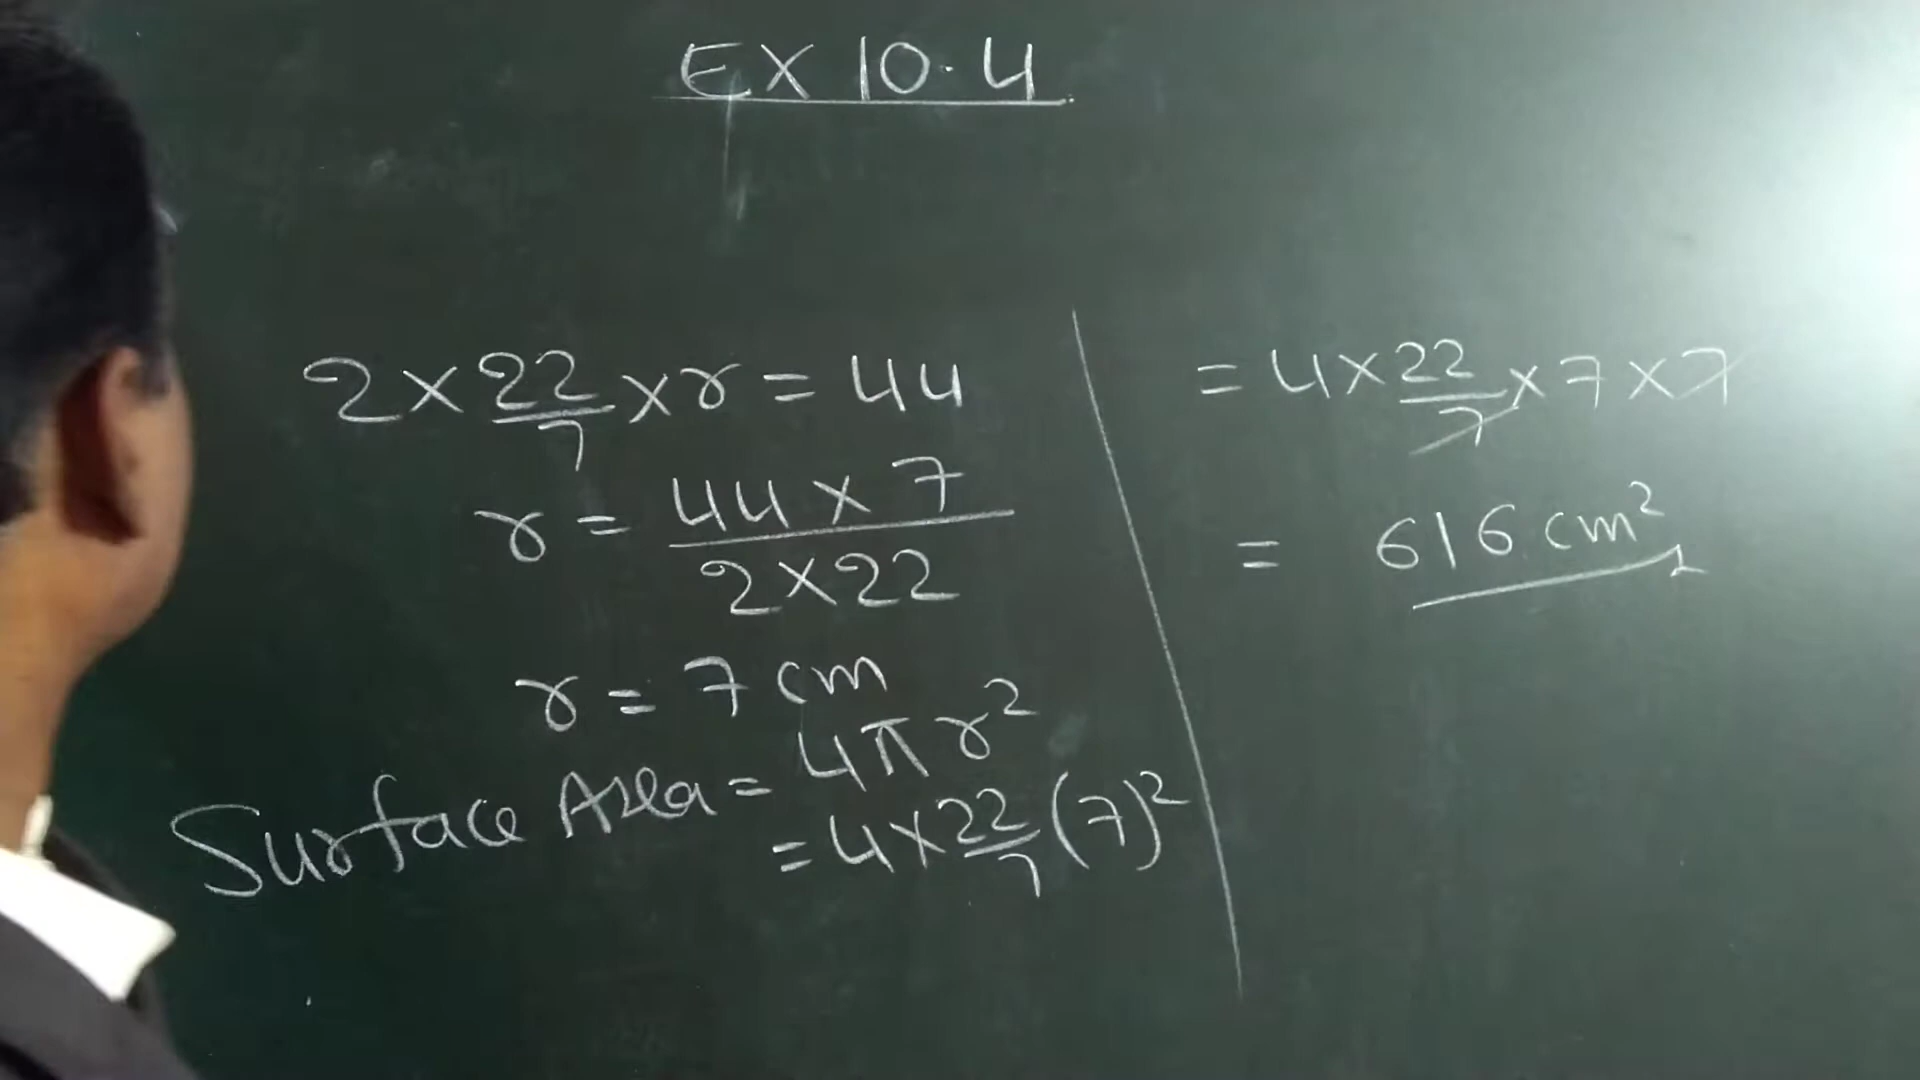 EX 10.4
2 × 22/7 × r = 44
r = 44 × 7 / 2 × 22
r = 7 cm
Surface Area = 4πr²
= 4 × 22/7 (7)²
= 4 × 22/7 × 7 × 7
= 616 cm²